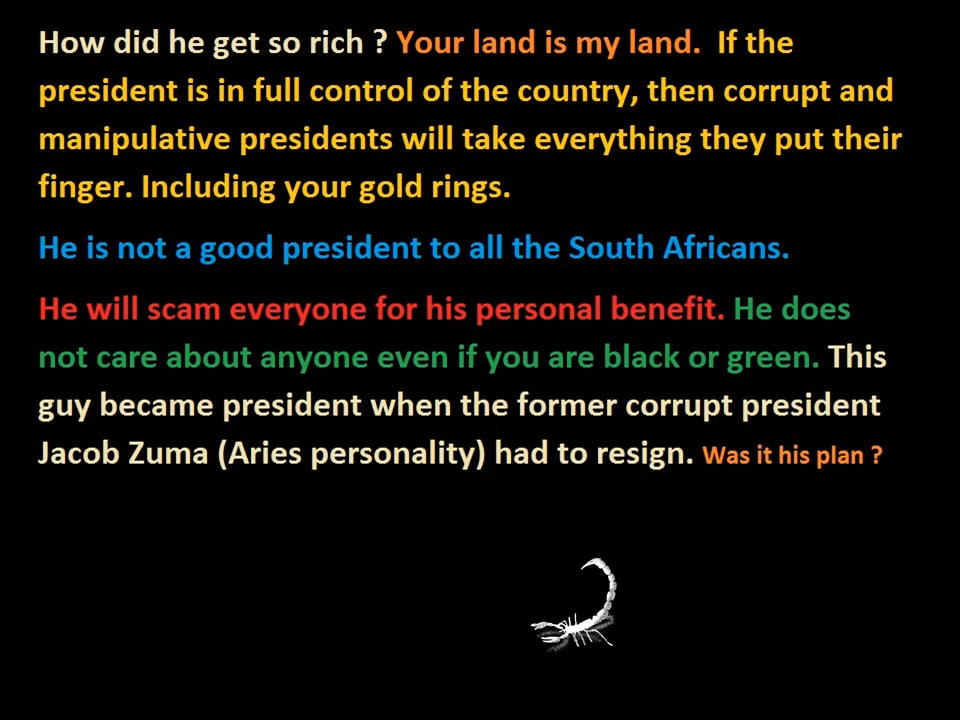 How did he get so rich ? Your land is my land. If the
president is in full control of the country, then corrupt and
manipulative presidents will take everything they put their
finger. Including your gold rings.
He is not a good president to all the South Africans.
He will scam everyone for his personal benefit. He does
not care about anyone even if you are black or green. This
guy became president when the former corrupt president
Jacob Zuma (Aries personality) had to resign. Was it his plan ?